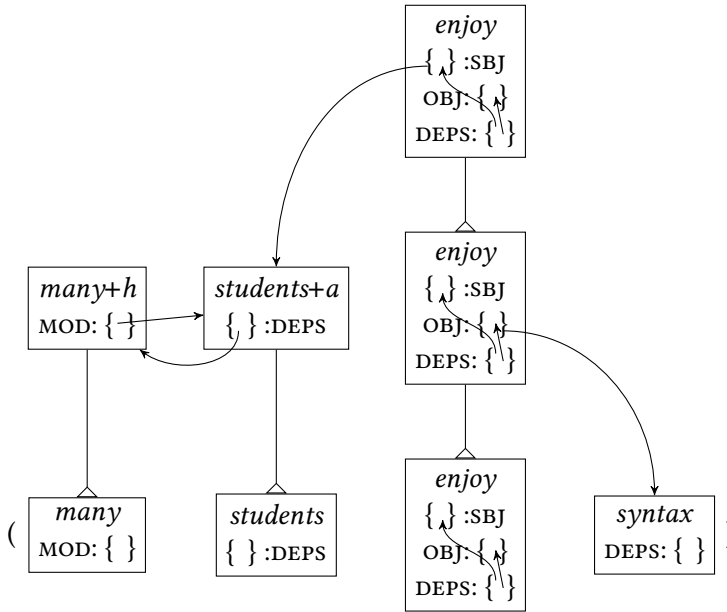 enjoy
{ } :SBJ
OBJ: { }
DEPS: { }
enjoy
{ } :SBJ
OBJ: { }
DEPS: { }
many+h
MOD: { }
students+a
{ } :DEPS
enjoy
{ } :SBJ
OBJ: { }
DEPS: { }
(
many
MOD: { }
students
{ } :DEPS
syntax
DEPS: { }